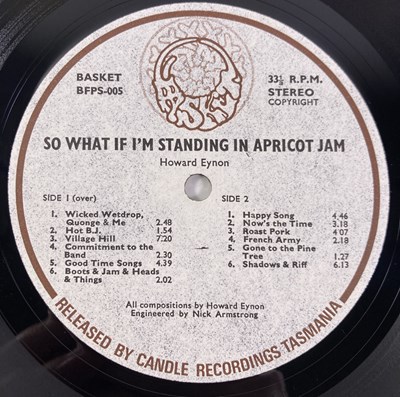 BASKET
BFPS-005
BASKET
33⅓ R.P.M.
STEREO
COPYRIGHT
SO WHAT IF I'M STANDING IN APRICOT JAM
Howard Eynon
SIDE 1 (over)
1. Wicked Wetdrop, Quonge & Me 2.48
2. Hot B.J. 1.54
3. Village Hill 7.20
4. Commitment to the Band 2.30
5. Good Time Songs 4.39
6. Boots & Jam & Heads & Things 2.02
SIDE 2
1. Happy Song 4.46
2. Now's the Time 3.18
3. Roast Pork 4.07
4. French Army 2.18
5. Gone to the Pine Tree 1.27
6. Shadows & Riff 6.13
All compositions by Howard Eynon
Engineered by Nick Armstrong
RELEASED BY CANDLE RECORDINGS TASMANIA